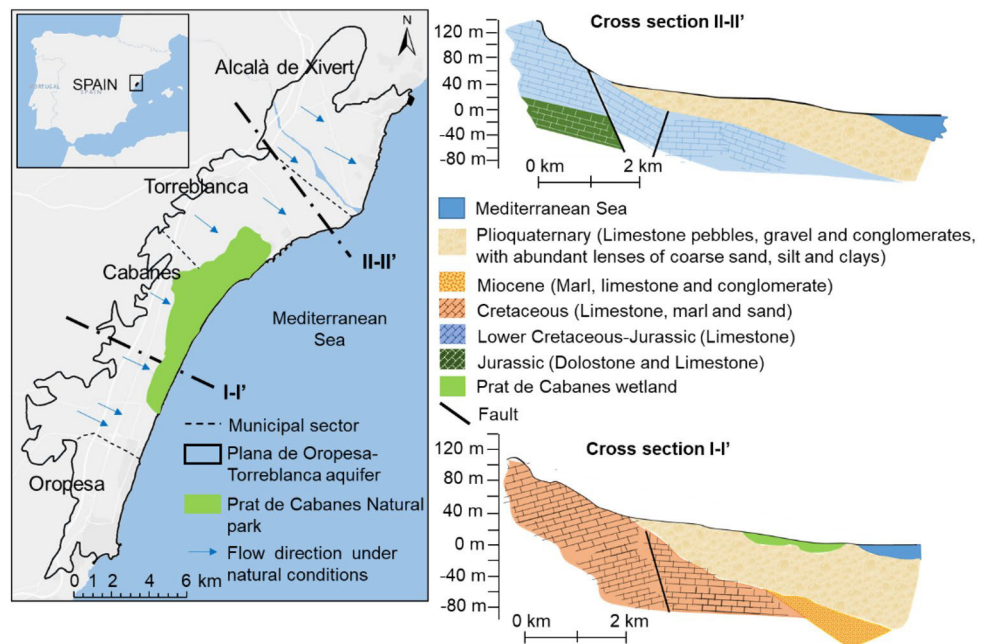 SPAIN
PORTUGAL
SPAIN
N
Alcalà de Xivert
Torreblanca
Cabanes
Oropesa
II-II'
I-I'
Mediterranean
Sea
Municipal sector
Plana de Oropesa-
Torreblanca aquifer
Prat de Cabanes Natural
park
Flow direction under
natural conditions
0 1 2 4 6 km
Cross section II-II'
120 m
80 m
40 m
0 m
-40 m
-80 m
0 km 2 km
Mediterranean Sea
Plioquaternary (Limestone pebbles, gravel and conglomerates,
with abundant lenses of coarse sand, silt and clays)
Miocene (Marl, limestone and conglomerate)
Cretaceous (Limestone, marl and sand)
Lower Cretaceous-Jurassic (Limestone)
Jurassic (Dolostone and Limestone)
Prat de Cabanes wetland
Fault
Cross section I-I'
120 m
80 m
40 m
0 m
-40 m
-80 m
0 km 2 km